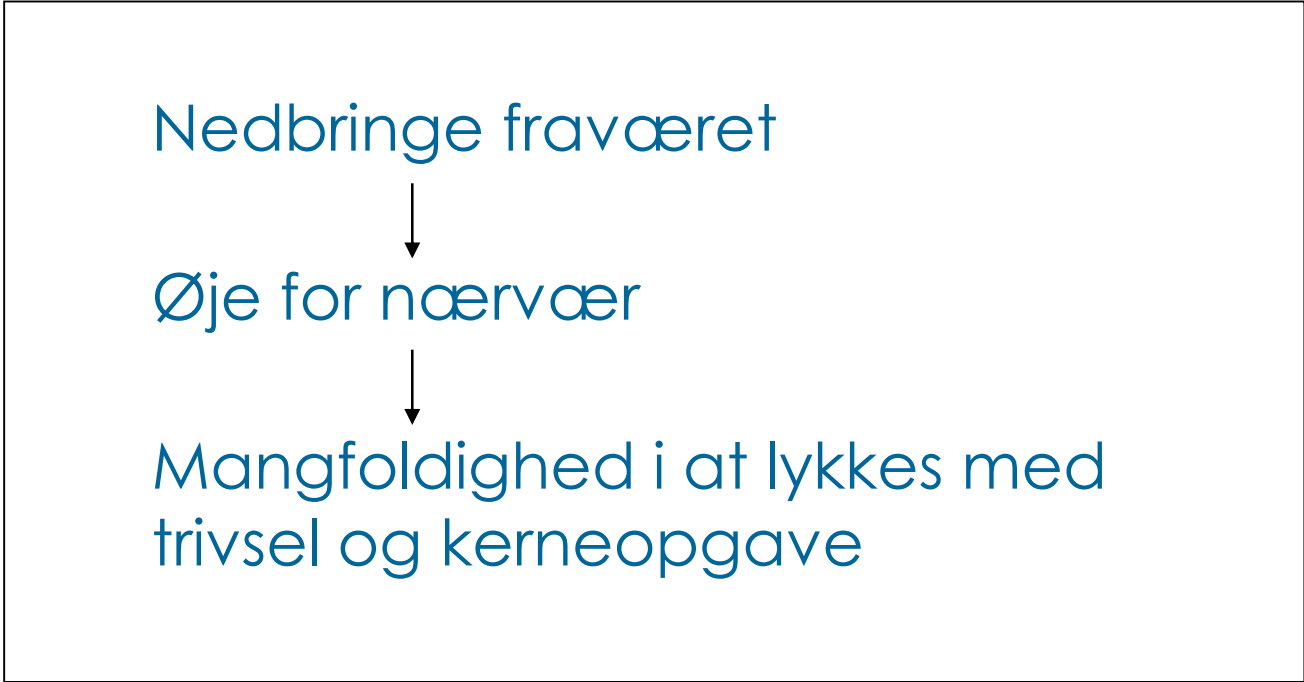 Nedbringe fraværet
Øje for nærvær
Mangfoldighed i at lykkes med
trivsel og kerneopgave